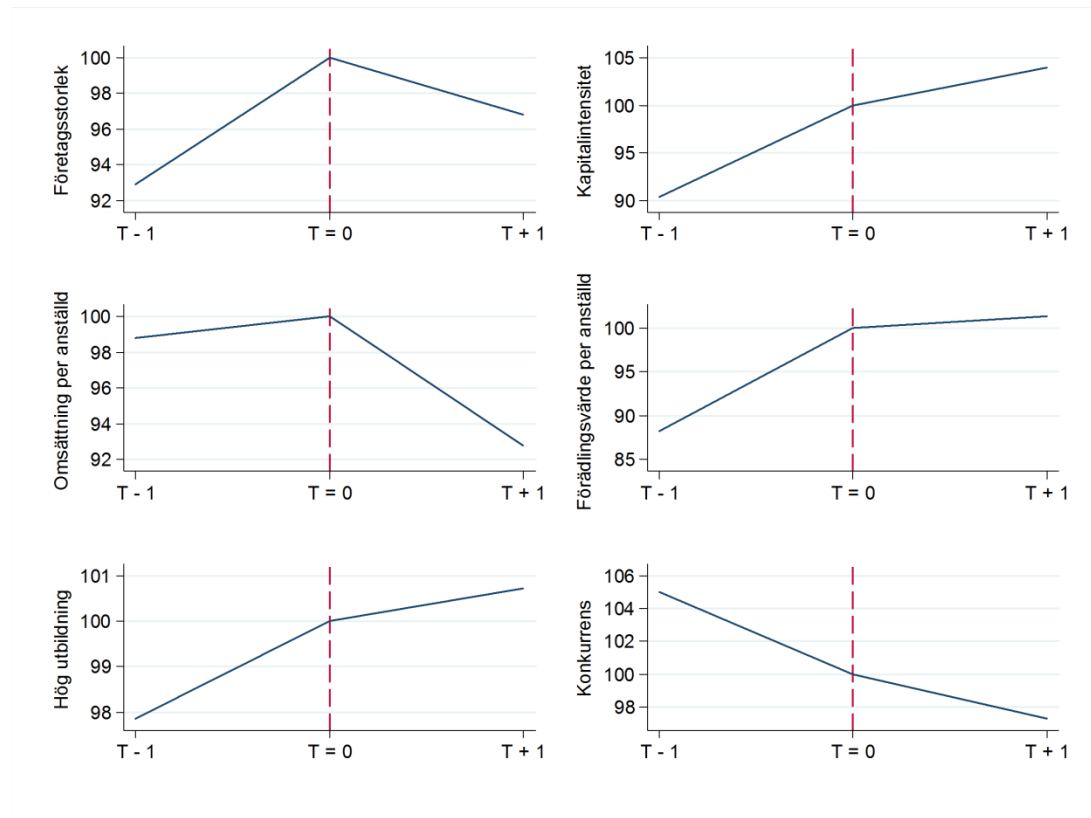 Företagsstorlek
100
98
96
94
92
T - 1 T = 0 T + 1
Kapitalintensitet
105
100
95
90
T - 1 T = 0 T + 1
Omsättning per anställd
100
98
96
94
92
T - 1 T = 0 T + 1
Förädlingsvärde per anställd
100
95
90
85
T - 1 T = 0 T + 1
Hög utbildning
101
100
99
98
T - 1 T = 0 T + 1
Konkurrens
106
104
102
100
98
T - 1 T = 0 T + 1